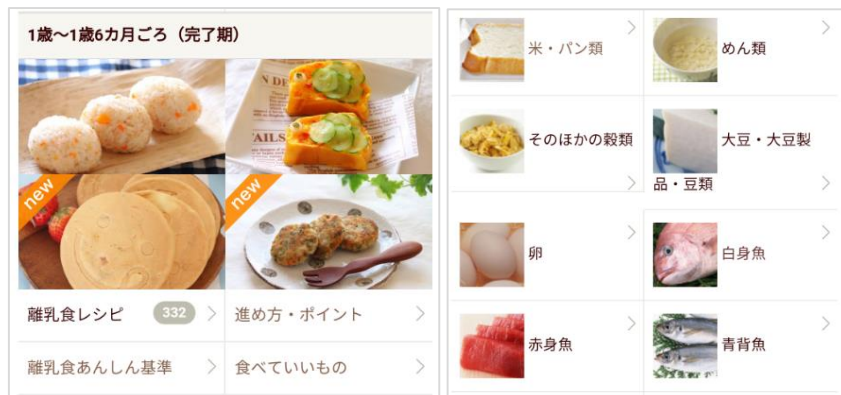 1歳〜1歳6カ月ごろ（完了期）
new
new
離乳食レシピ 332
進め方・ポイント
離乳食あんしん基準
食べていいもの
米・パン類
めん類
そのほかの穀類
大豆・大豆製
品・豆類
卵
白身魚
赤身魚
青背魚